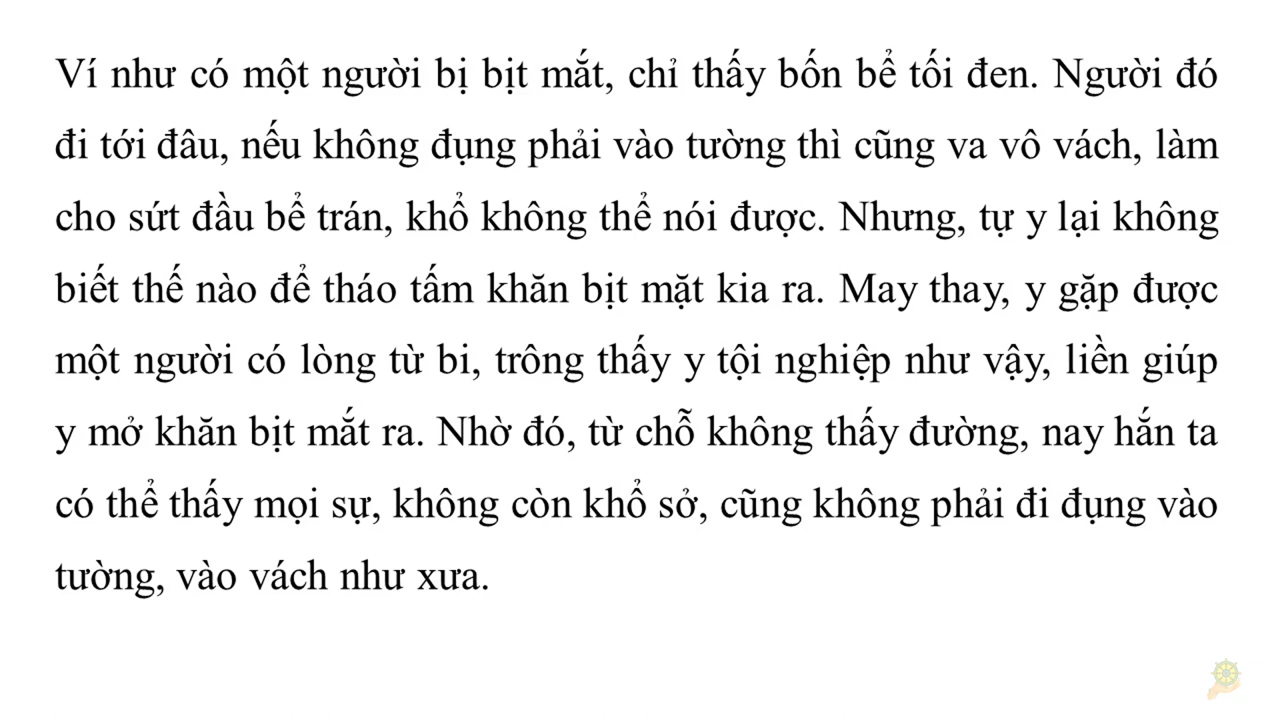 Ví như có một người bị bịt mắt, chỉ thấy bốn bể tối đen. Người đó
đi tới đâu, nếu không đụng phải vào tường thì cũng va vô vách, làm
cho sứt đầu bể trán, khổ không thể nói được. Nhưng, tự y lại không
biết thế nào để tháo tấm khăn bịt mặt kia ra. May thay, y gặp được
một người có lòng từ bi, trông thấy y tội nghiệp như vậy, liền giúp
y mở khăn bịt mắt ra. Nhờ đó, từ chỗ không thấy đường, nay hắn ta
có thể thấy mọi sự, không còn khổ sở, cũng không phải đi đụng vào
tường, vào vách như xưa.